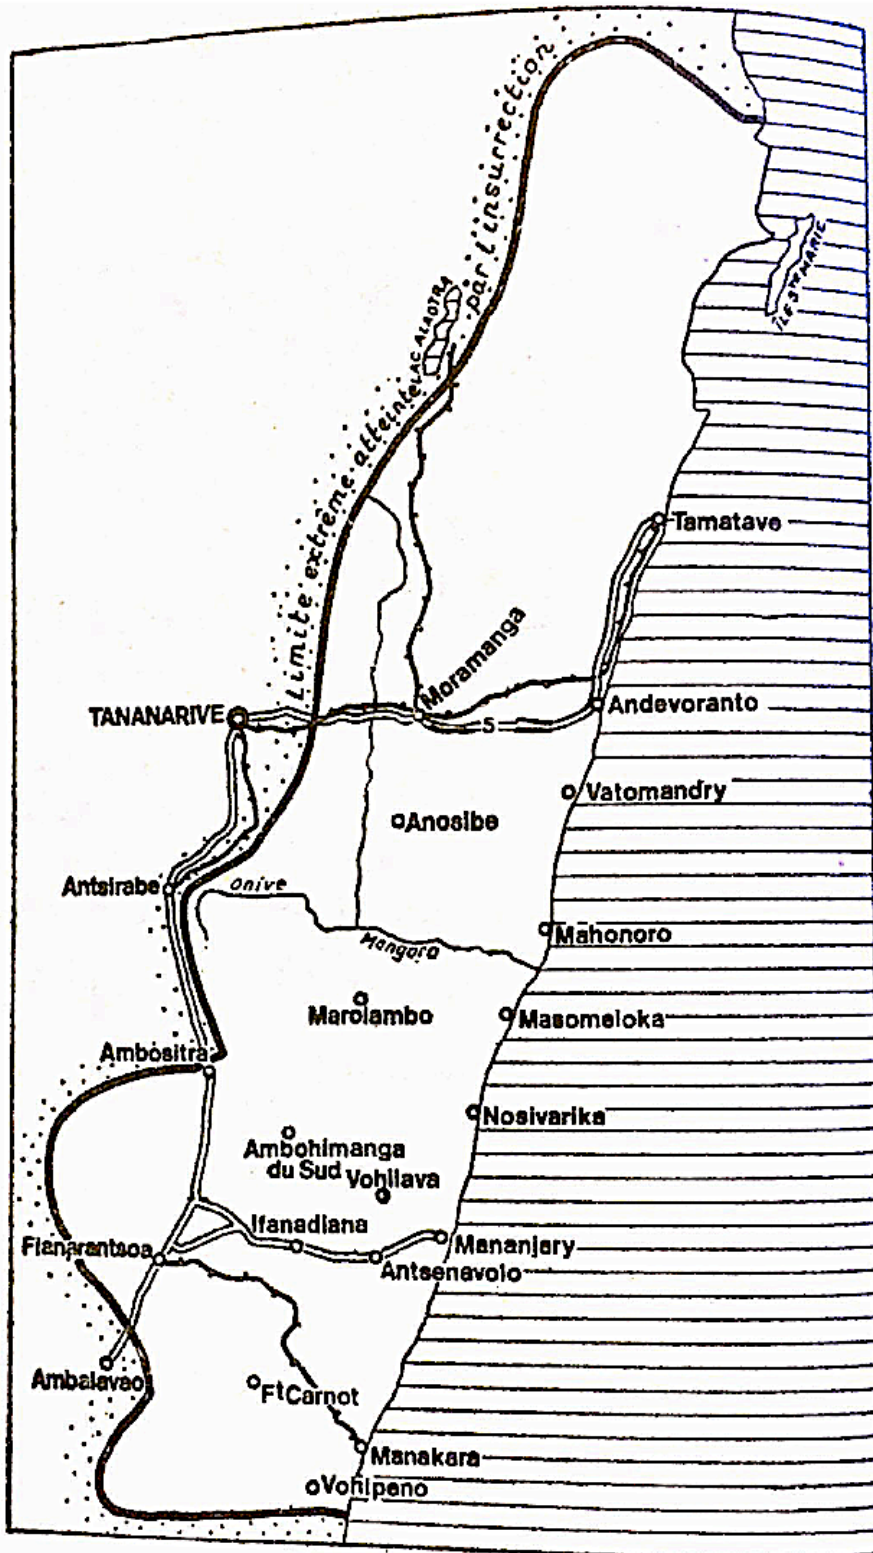 Limite extrême atteinte par l'insurrection
ILE Ste MARIE
LAC ALAOTRA
Tamatave
Moramanga
TANANARIVE
Andevoranto
5
Vatomandry
Anosibe
Antsirabe
Onive
Mangoro
Mahonoro
Marolambo
Masomeloka
Ambositra
Nosivarika
Ambohimanga
du Sud
Vohilava
Ifanadiana
Fianarantsoa
Mananjary
Antsenavolo
Ambalavao
Ft Carnot
Manakara
Vohipeno